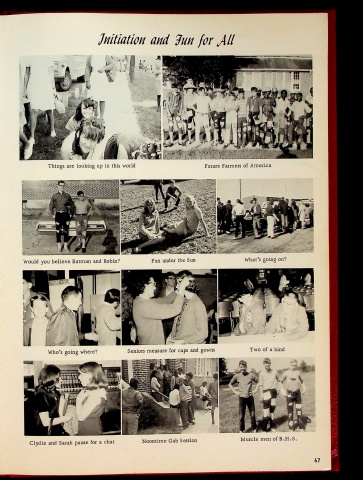 Initiation and Fun for All
Things are looking up in this world
Future Farmers of America
Would you believe Batman and Robin?
Fun under the Sun
What's going on?
Who's going where?
Seniors measure for caps and gowns
Two of a kind
Clydie and Sarah pause for a chat
Noontime Gab Session
Muscle men of B.H.S.
67